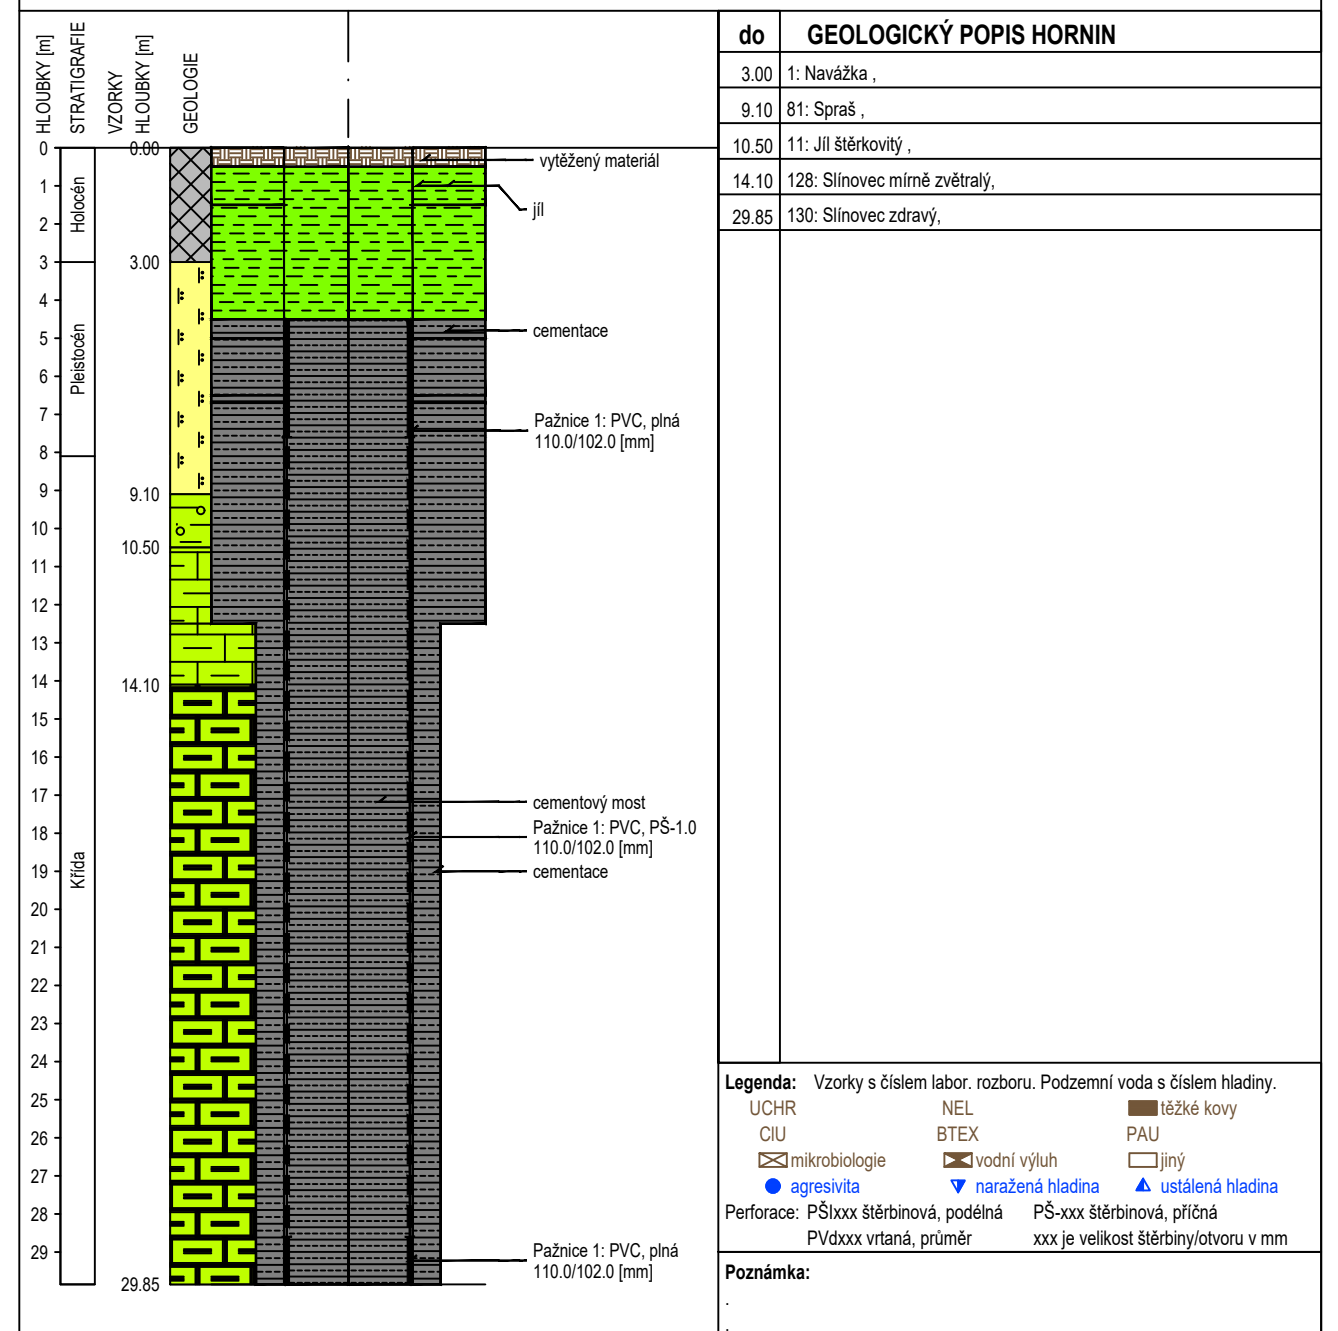 HLOUBKY [m]
STRATIGRAFIE
VZORKY
HLOUBKY [m]
GEOLOGIE
0
1
2
3
4
5
6
7
8
9
10
11
12
13
14
15
16
17
18
19
20
21
22
23
24
25
26
27
28
29
Holocén
Pleistocén
Křída
0.00
3.00
9.10
10.50
14.10
29.85
vytěžený materiál
jíl
cementace
Pažnice 1: PVC, plná
110.0/102.0 [mm]
cementový most
Pažnice 1: PVC, PŠ-1.0
110.0/102.0 [mm]
cementace
Pažnice 1: PVC, plná
110.0/102.0 [mm]
do GEOLOGICKÝ POPIS HORNIN
3.00 1: Navážka ,
9.10 81: Spraš ,
10.50 11: Jíl štěrkovitý ,
14.10 128: Slínovec mírně zvětralý,
29.85 130: Slínovec zdravý,
Legenda: Vzorky s číslem labor. rozboru. Podzemní voda s číslem hladiny.
UCHR NEL těžké kovy
CIU BTEX PAU
mikrobiologie vodní výluh jiný
agresivita naražená hladina ustálená hladina
Perforace: PŠlxxx štěrbinová, podélná PŠ-xxx štěrbinová, příčná
PVdxxx vrtaná, průměr xxx je velikost štěrbiny/otvoru v mm
Poznámka:
.
.